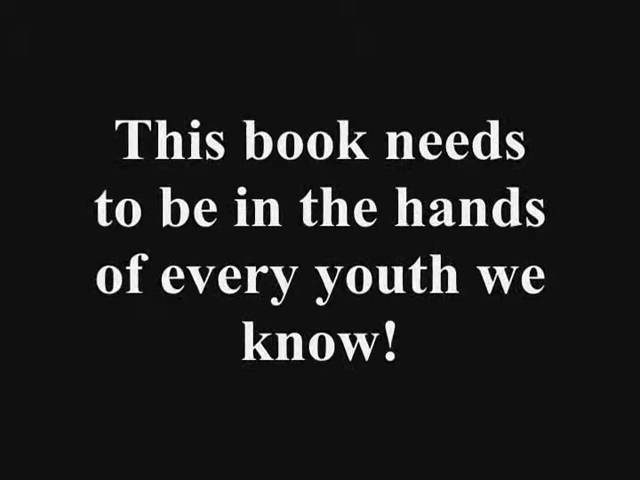 This book needs
to be in the hands
of every youth we
know!